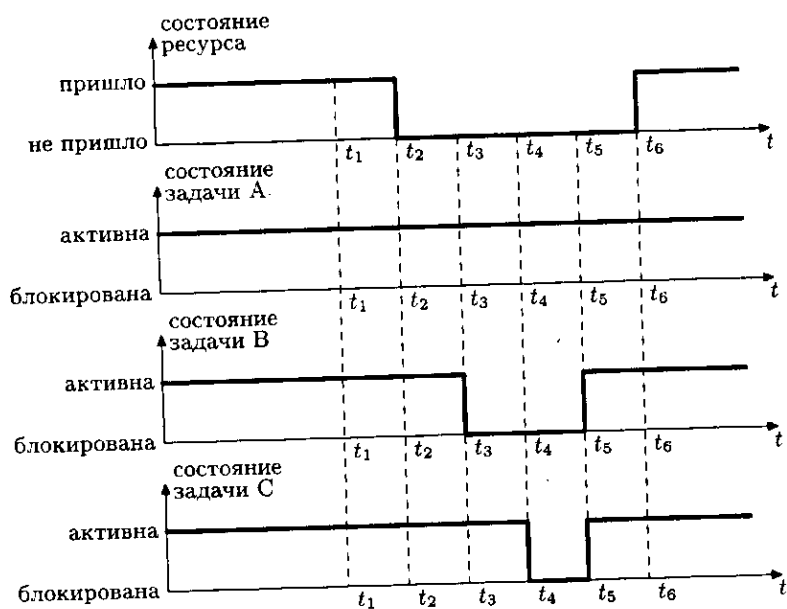 состояние
ресурса
пришло
не пришло
t₁ t₂ t₃ t₄ t₅ t₆ t
состояние
задачи A
активна
блокирована
t₁ t₂ t₃ t₄ t₅ t₆ t
состояние
задачи B
активна
блокирована
t₁ t₂ t₃ t₄ t₅ t₆ t
состояние
задачи C
активна
блокирована
t₁ t₂ t₃ t₄ t₅ t₆ t